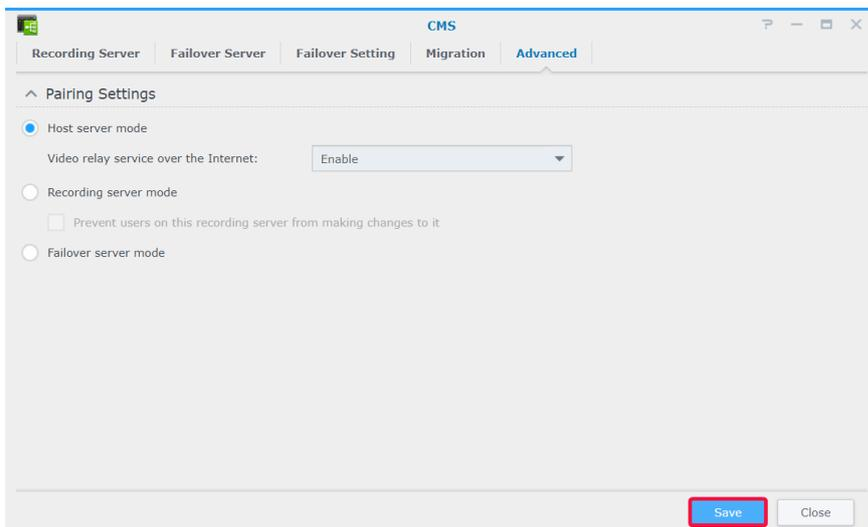 CMS
Recording Server
Failover Server
Failover Setting
Migration
Advanced
Pairing Settings
Host server mode
Video relay service over the Internet: Enable
Recording server mode
Prevent users on this recording server from making changes to it
Failover server mode
Save
Close